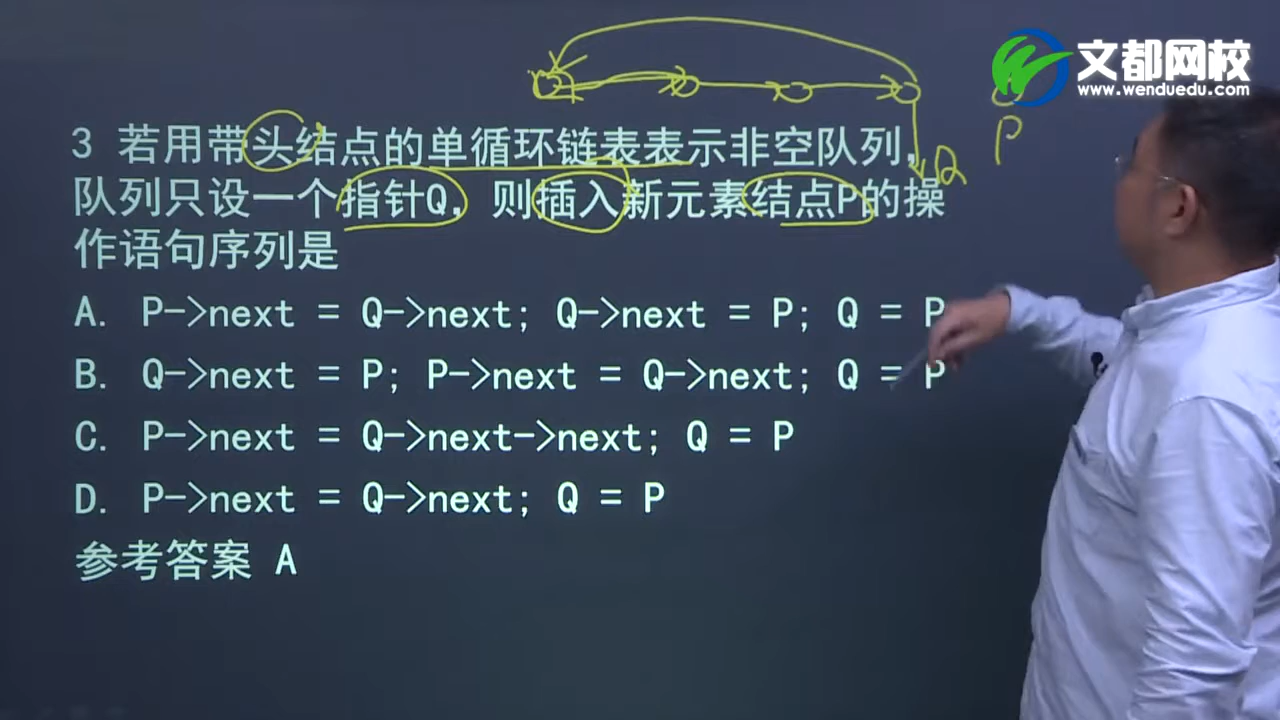 文都网校
www.wenduedu.com
P
Q
3 若用带头结点的单循环链表表示非空队列，
队列只设一个指针Q，则插入新元素结点P的操
作语句序列是
A. P->next = Q->next; Q->next = P; Q = P
B. Q->next = P; P->next = Q->next; Q = P
C. P->next = Q->next->next; Q = P
D. P->next = Q->next; Q = P
参考答案 A